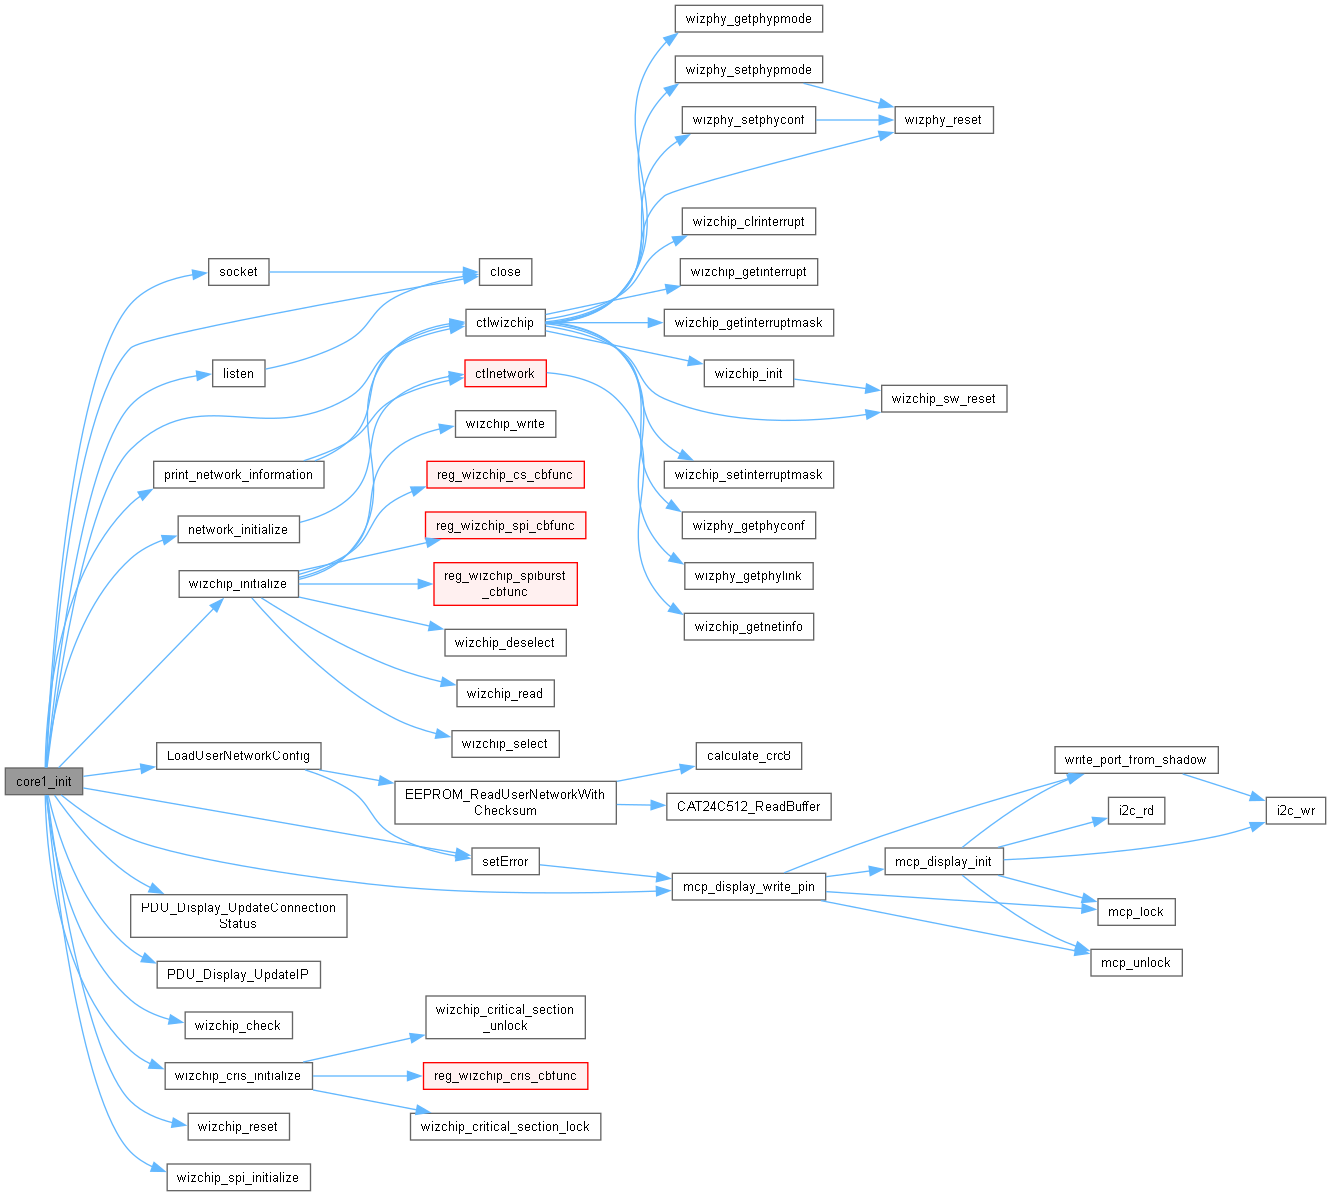 wizphy_getphypmode
wizphy_setphypmode
wizphy_setphyconf
wizphy_reset
wizchip_clrinterrupt
socket
close
wizchip_getinterrupt
ctlwizchip
wizchip_getinterruptmask
listen
ctlnetwork
wizchip_init
wizchip_sw_reset
wizchip_write
print_network_information
reg_wizchip_cs_cbfunc
wizchip_setinterruptmask
network_initialize
reg_wizchip_spi_cbfunc
wizphy_getphyconf
wizchip_initialize
reg_wizchip_spiburst
_cbfunc
wizphy_getphylink
wizchip_deselect
wizchip_getnetinfo
wizchip_read
wizchip_select
LoadUserNetworkConfig
calculate_crc8
write_port_from_shadow
core1_init
EEPROM_ReadUserNetworkWith
Checksum
CAT24C512_ReadBuffer
i2c_rd
i2c_wr
setError
mcp_display_init
mcp_display_write_pin
PDU_Display_UpdateConnection
Status
mcp_lock
mcp_unlock
PDU_Display_UpdateIP
wizchip_check
wizchip_critical_section
_unlock
wizchip_cris_initialize
reg_wizchip_cris_cbfunc
wizchip_reset
wizchip_critical_section_lock
wizchip_spi_initialize